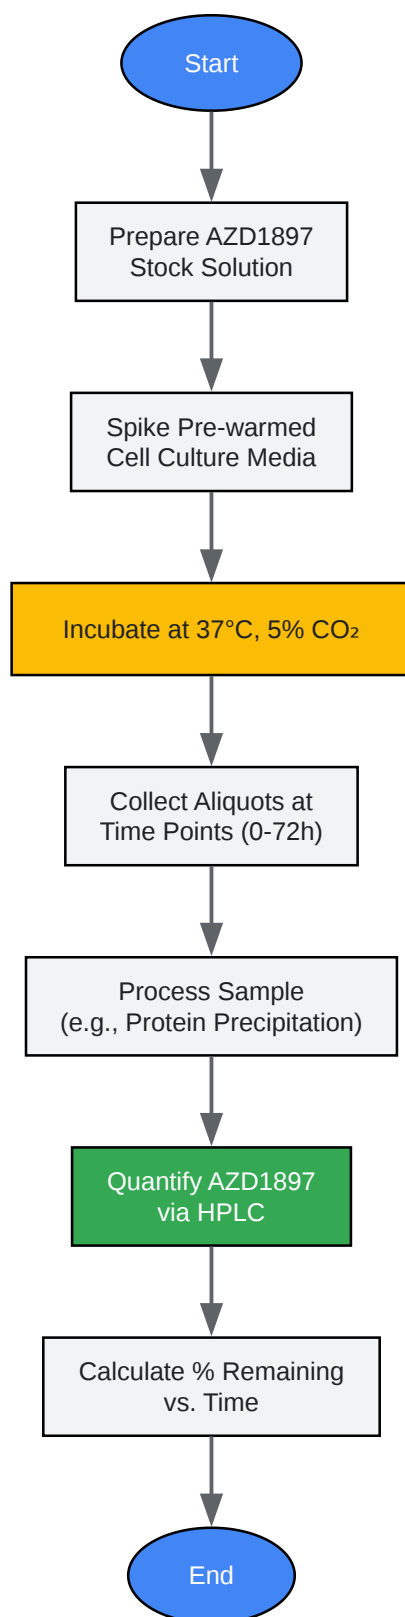 Start
Prepare AZD1897
Stock Solution
Spike Pre-warmed
Cell Culture Media
Incubate at 37°C, 5% CO₂
Collect Aliquots at
Time Points (0-72h)
Process Sample
(e.g., Protein Precipitation)
Quantify AZD1897
via HPLC
Calculate % Remaining
vs. Time
End